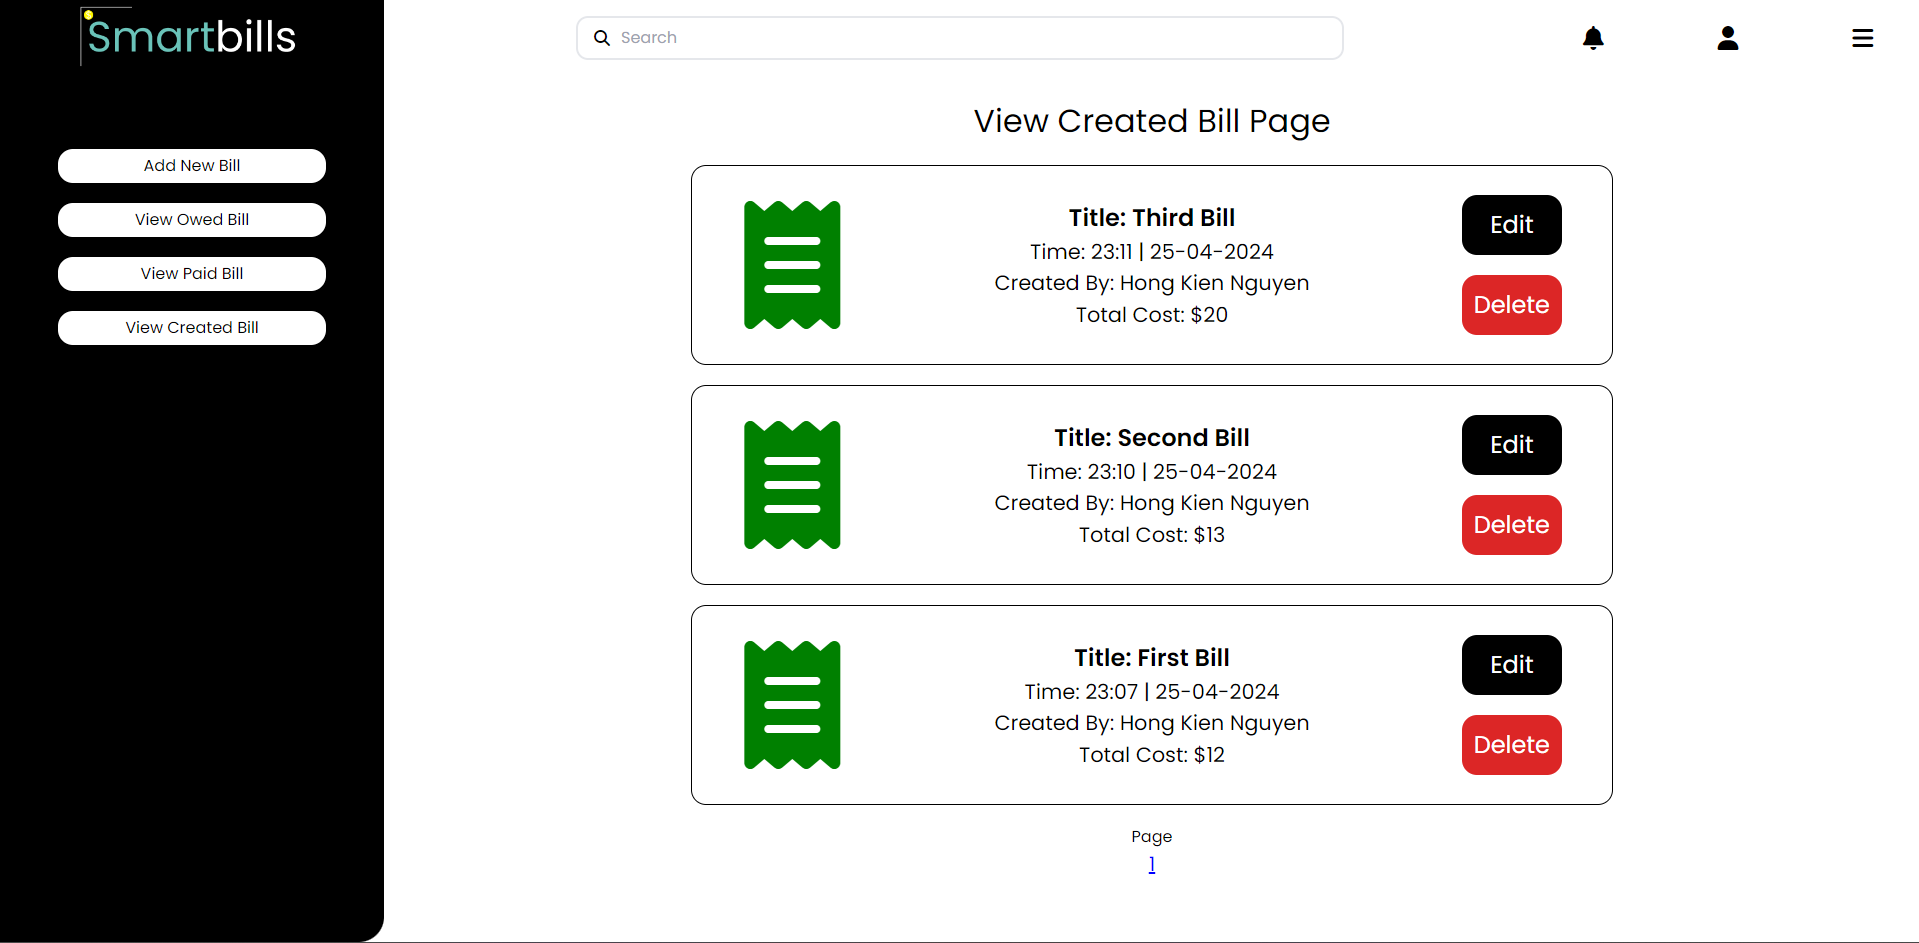 Smartbills
Search
Add New Bill
View Owed Bill
View Paid Bill
View Created Bill
View Created Bill Page
Title: Third Bill
Time: 23:11 | 25-04-2024
Created By: Hong Kien Nguyen
Total Cost: $20
Edit
Delete
Title: Second Bill
Time: 23:10 | 25-04-2024
Created By: Hong Kien Nguyen
Total Cost: $13
Edit
Delete
Title: First Bill
Time: 23:07 | 25-04-2024
Created By: Hong Kien Nguyen
Total Cost: $12
Edit
Delete
Page
1